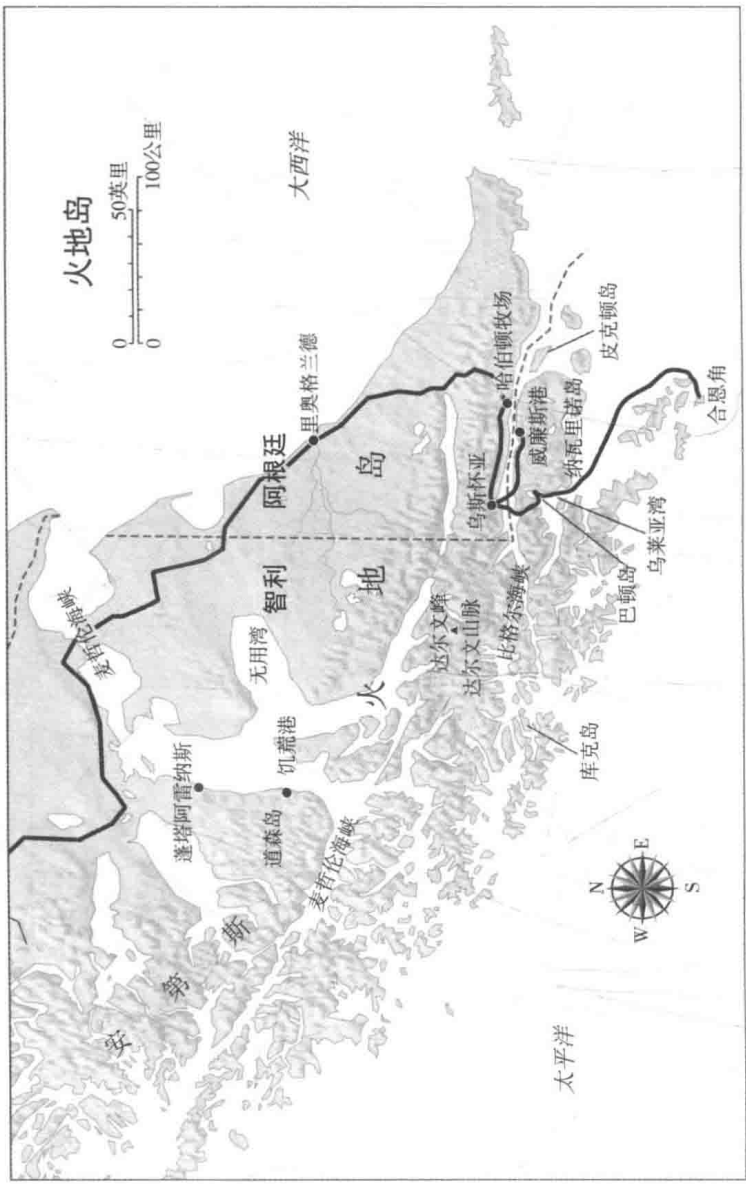 火地岛
0 50英里
0 100公里
大西洋
麦哲伦海峡
里奥格兰德
阿根廷
智利
火
地
岛
无用湾
蓬塔阿雷纳斯
饥荒港
道森岛
麦哲伦海峡
安
第
斯
达尔文峰
达尔文山脉
比格尔海峡
乌斯怀亚
哈伯顿牧场
威廉斯港
纳瓦里诺岛
皮克顿岛
合恩角
乌莱亚湾
巴顿岛
库克岛
太平洋
N
W
E
S